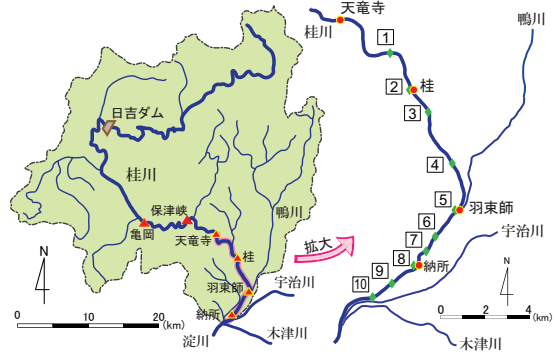 日吉ダム
桂川
保津峡
亀岡
天竜寺
鴨川
桂
羽束師
宇治川
納所
淀川
木津川
N
0 10 20 (km)
拡大
天竜寺
桂川
鴨川
1
2
桂
3
4
5
羽束師
6
宇治川
7
8
納所
9
10
木津川
N
0 2 4 (km)